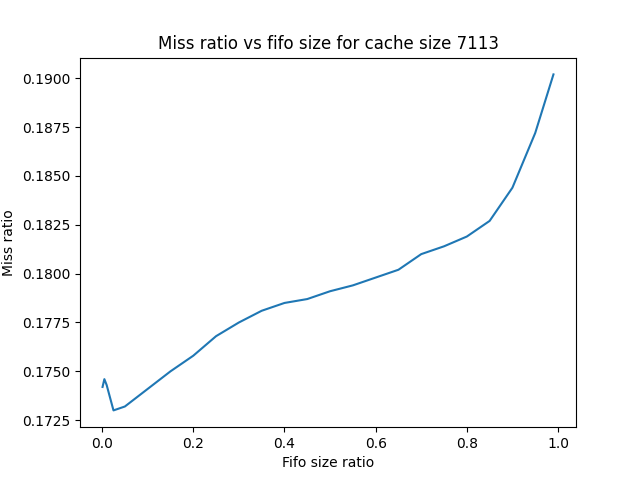 Miss ratio vs fifo size for cache size 7113
0.1900
0.1875
0.1850
0.1825
0.1800
0.1775
0.1750
0.1725
Miss ratio
0.0 0.2 0.4 0.6 0.8 1.0
Fifo size ratio